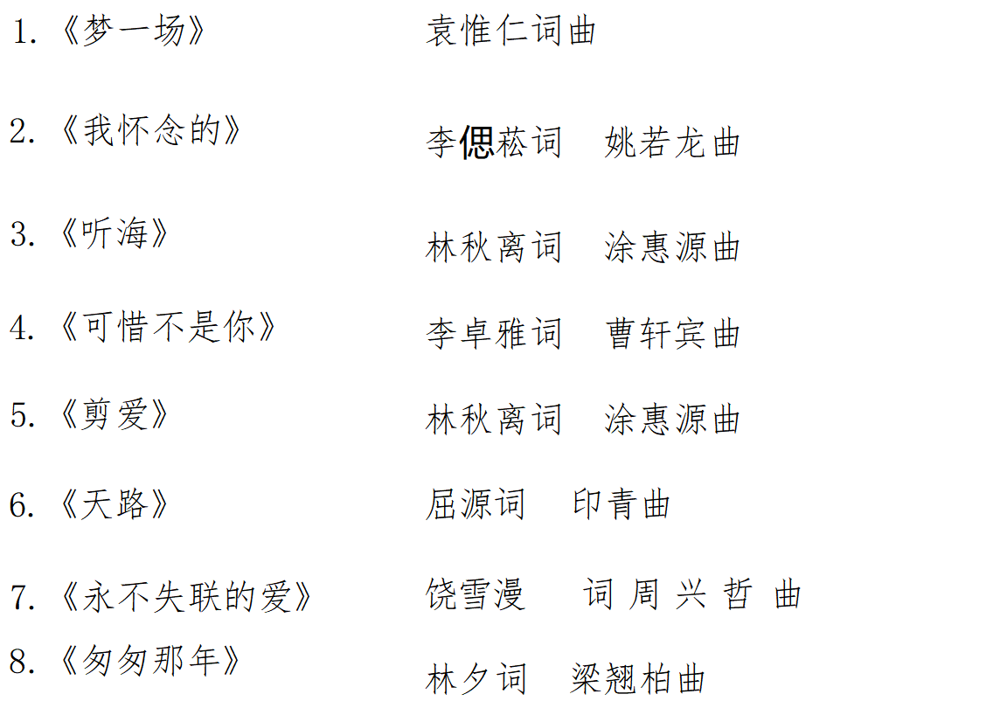 1.《梦一场》 袁惟仁词曲
2.《我怀念的》 李偲菘词 姚若龙曲
3.《听海》 林秋离词 涂惠源曲
4.《可惜不是你》 李卓雅词 曹轩宾曲
5.《剪爱》 林秋离词 涂惠源曲
6.《天路》 屈源词 印青曲
7.《永不失联的爱》 饶雪漫 词 周 兴 哲 曲
8.《匆匆那年》 林夕词 梁翘柏曲